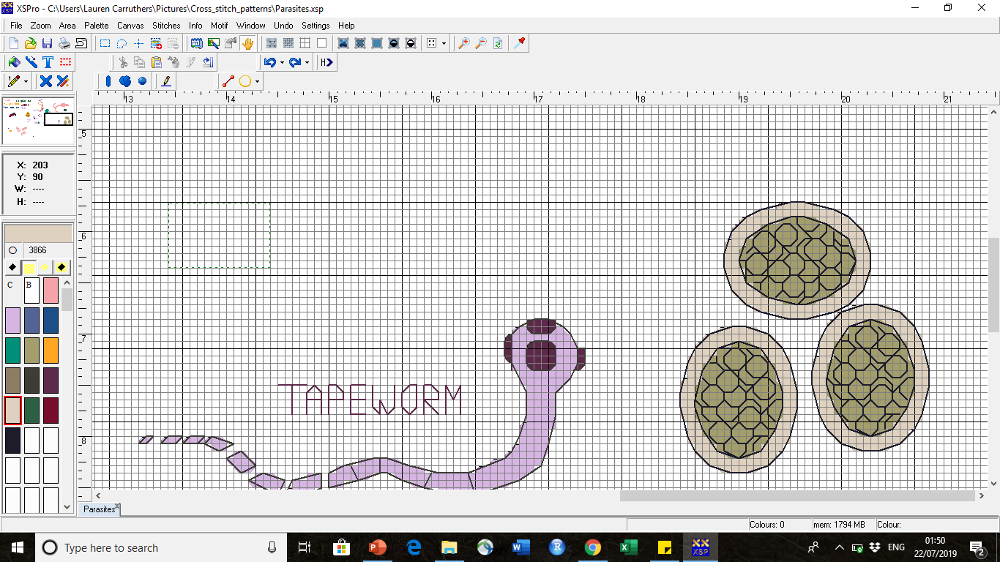 XSPro - C:\Users\Lauren Carruthers\Pictures\Cross_stitch_patterns\Parasites.xsp
File Zoom Area Palette Canvas Stitches Info Motif Window Undo Settings Help
H
13 14 15 16 17 18 19 20 21
5
X: 203
Y: 90
W: ----
H: ----
6
3866
C B
7
TAPEWORM
8
Parasites
Colours: 0 mem: 1794 MB Colour:
Type here to search
ENG
01:50
22/07/2019
2
XSP